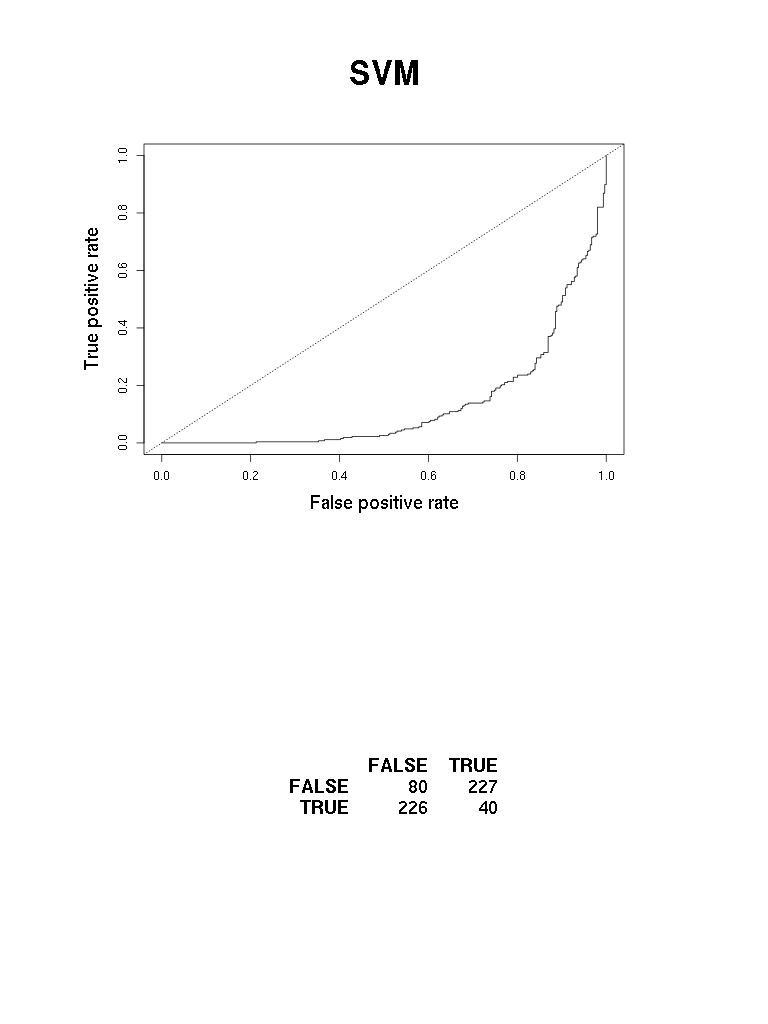 SVM
1.0
0.8
0.6
0.4
0.2
0.0
True positive rate
0.0 0.2 0.4 0.6 0.8 1.0
False positive rate
FALSE TRUE
FALSE 80 227
TRUE 226 40